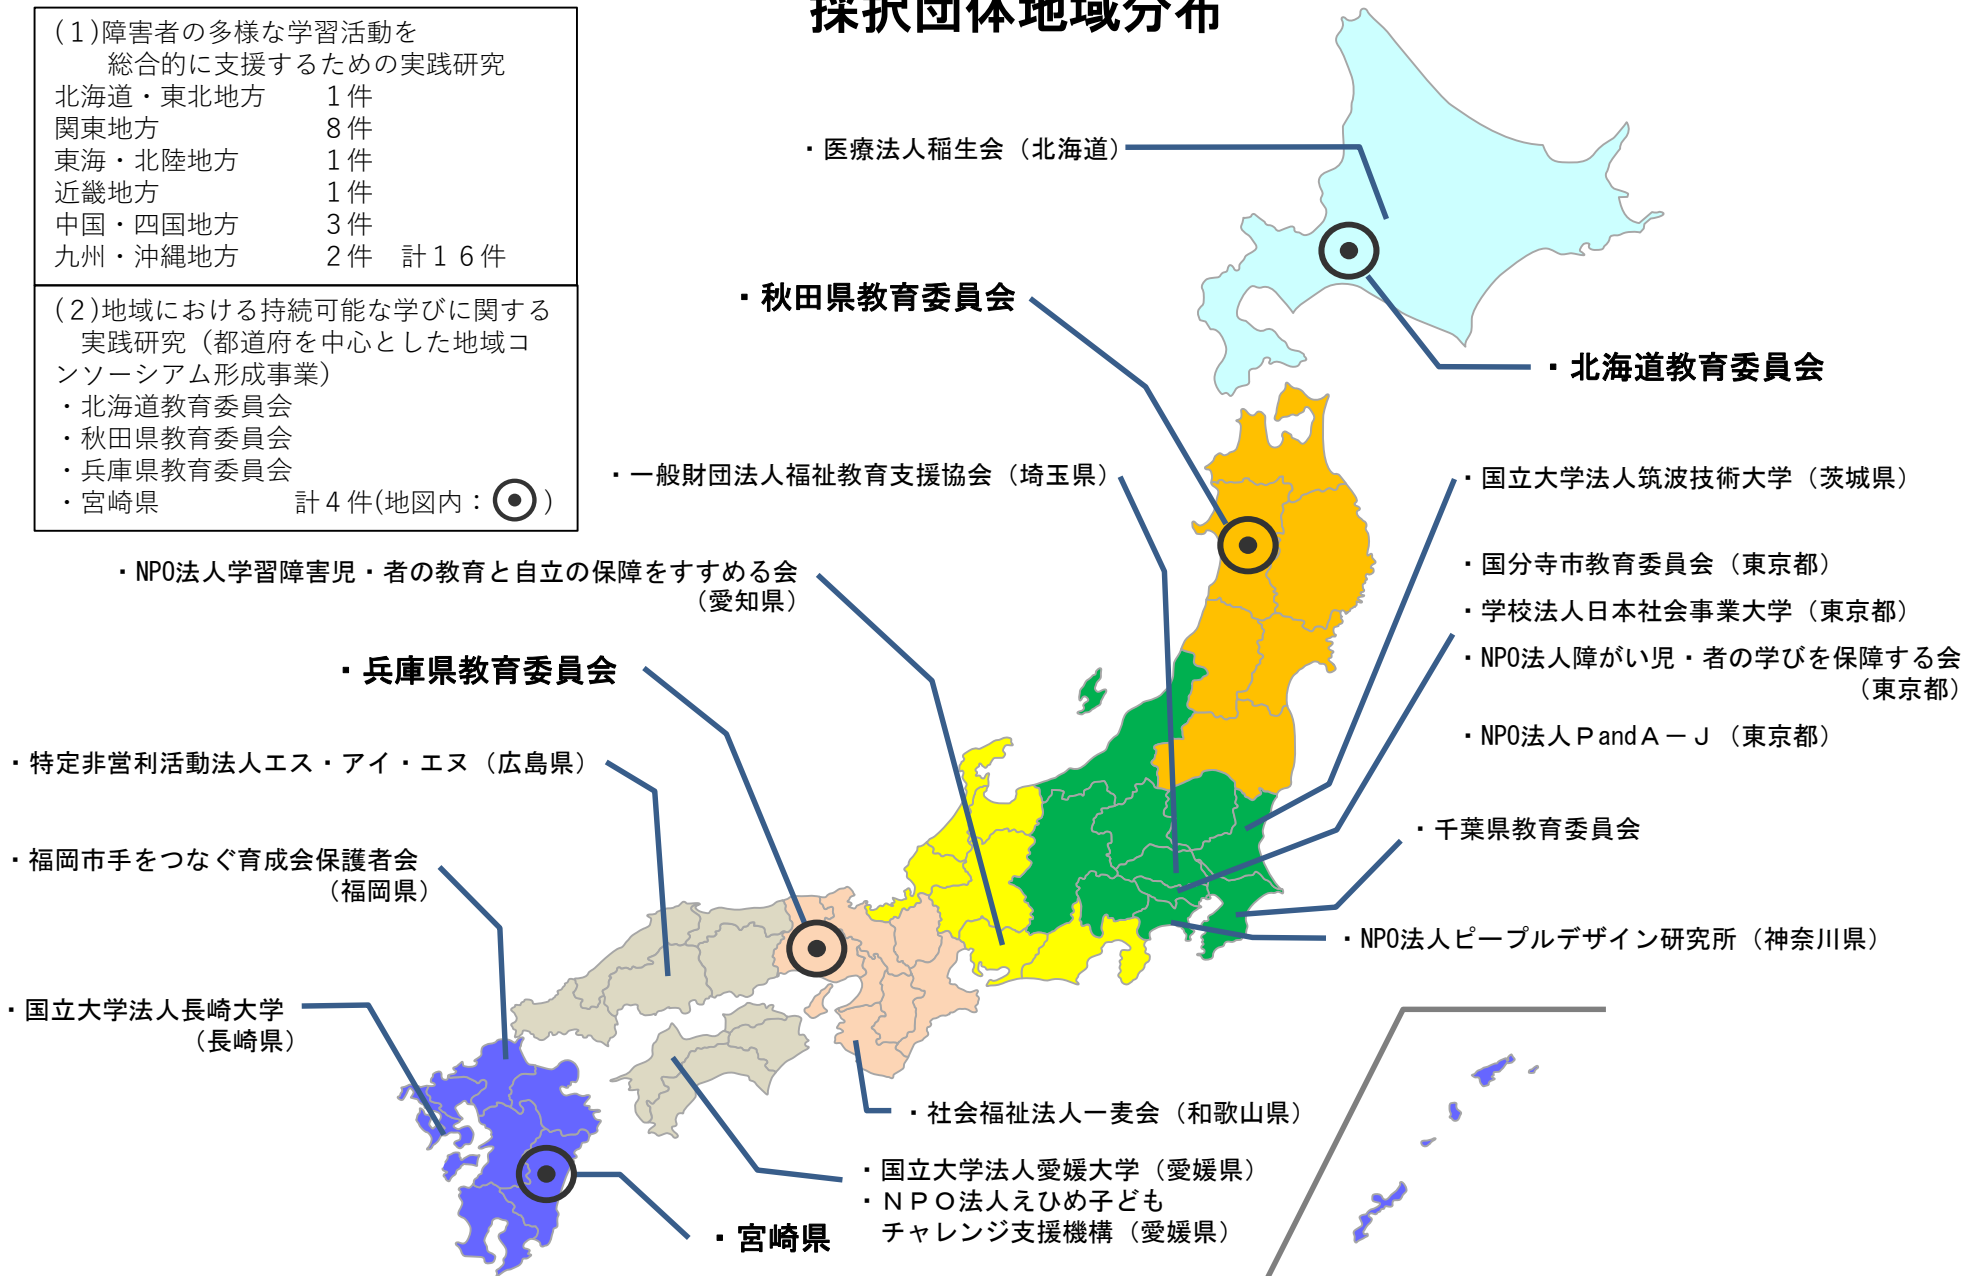 採択団体地域分布
(１)障害者の多様な学習活動を
総合的に支援するための実践研究
北海道・東北地方　１件
関東地方　８件
東海・北陸地方　１件
近畿地方　１件
中国・四国地方　３件
九州・沖縄地方　２件　計１６件
(２)地域における持続可能な学びに関する
実践研究（都道府を中心とした地域コ
ンソーシアム形成事業）
・北海道教育委員会
・秋田県教育委員会
・兵庫県教育委員会
・宮崎県　計４件(地図内：　)
・医療法人稲生会（北海道）
・秋田県教育委員会
・北海道教育委員会
・一般財団法人福祉教育支援協会（埼玉県）
・国立大学法人筑波技術大学（茨城県）
・国分寺市教育委員会（東京都）
・学校法人日本社会事業大学（東京都）
・NPO法人障がい児・者の学びを保障する会
（東京都）
・NPO法人ＰandＡ－Ｊ（東京都）
・NPO法人学習障害児・者の教育と自立の保障をすすめる会
（愛知県）
・兵庫県教育委員会
・特定非営利活動法人エス・アイ・エヌ（広島県）
・千葉県教育委員会
・福岡市手をつなぐ育成会保護者会
（福岡県）
・NPO法人ピープルデザイン研究所（神奈川県）
・国立大学法人長崎大学
（長崎県）
・社会福祉法人一麦会（和歌山県）
・国立大学法人愛媛大学（愛媛県）
・ＮＰＯ法人えひめ子ども
チャレンジ支援機構（愛媛県）
・宮崎県